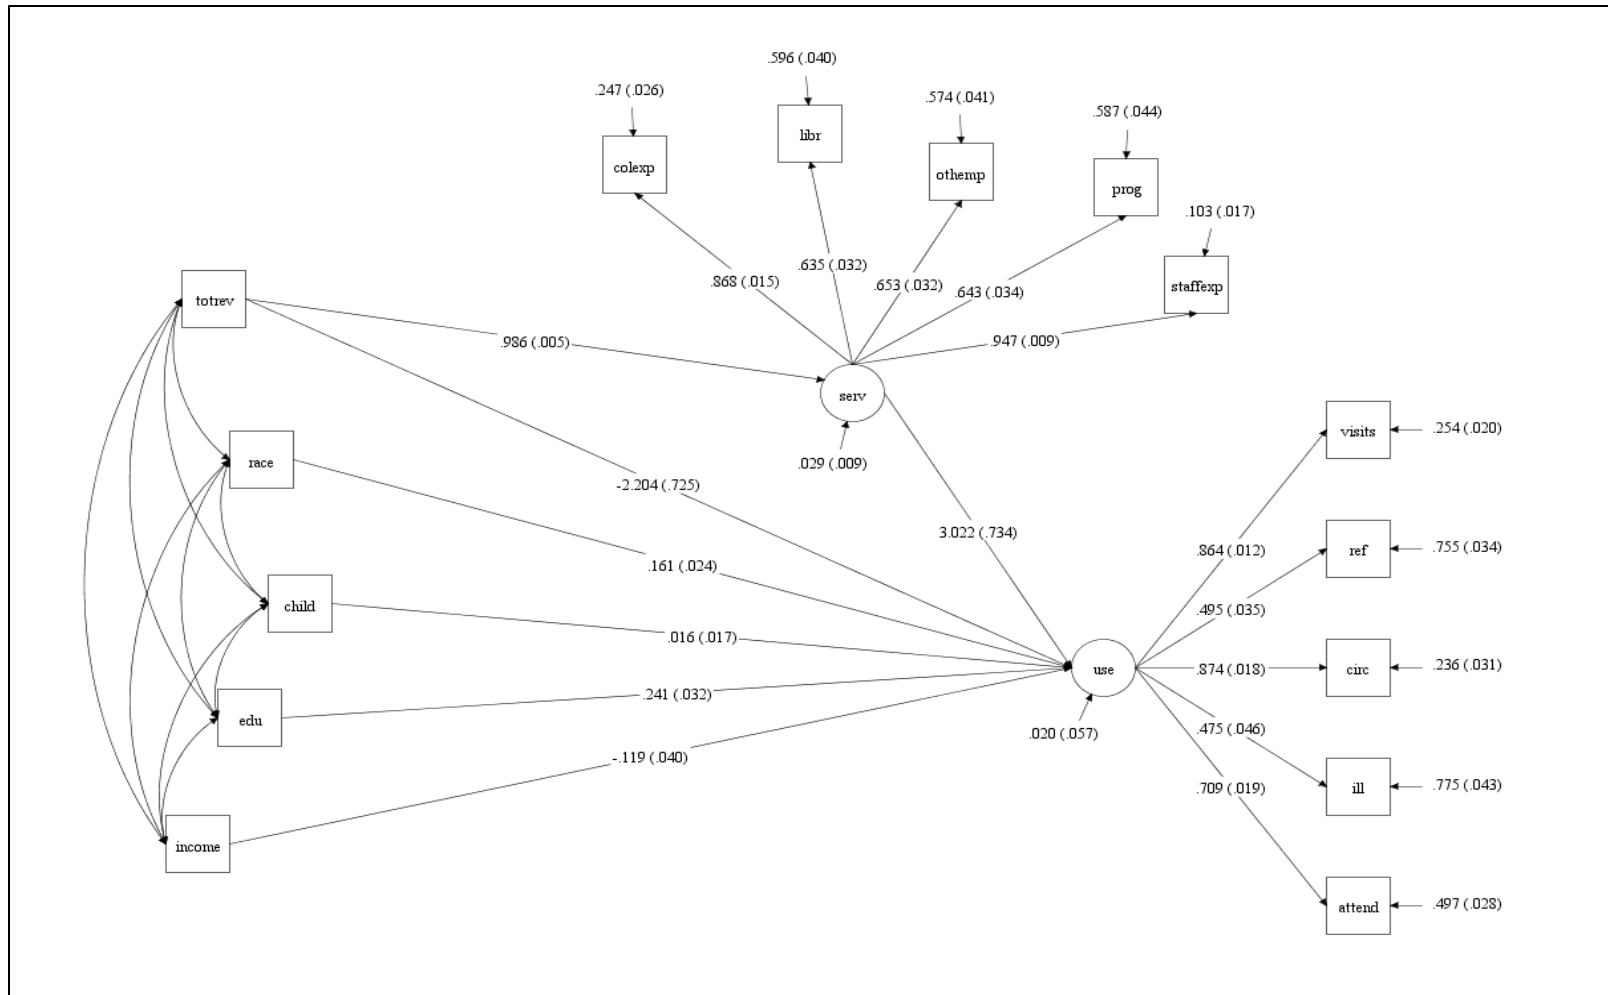 .596 (.040)
.247 (.026)
.574 (.041)
.587 (.044)
libr
colexp
othemp
prog
.103 (.017)
.635 (.032)
.868 (.015)
.653 (.032)
.643 (.034)
staffexp
totrev
.986 (.005)
.947 (.009)
serv
visits
.254 (.020)
race
.029 (.009)
-2.204 (.725)
3.022 (.734)
.864 (.012)
ref
.755 (.034)
.161 (.024)
child
.495 (.035)
.016 (.017)
use
.874 (.018)
circ
.236 (.031)
.241 (.032)
edu
.020 (.057)
.475 (.046)
-.119 (.040)
.709 (.019)
ill
.775 (.043)
income
attend
.497 (.028)